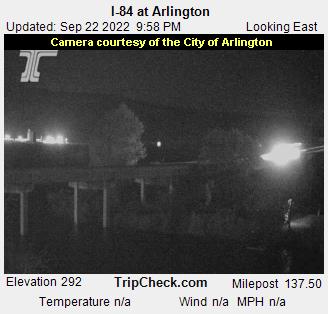 I-84 at Arlington
Updated: Sep 22 2022 9:58 PM Looking East
Camera courtesy of the City of Arlington
Elevation 292 TripCheck.com Milepost 137.50
Temperature n/a Wind n/a MPH n/a